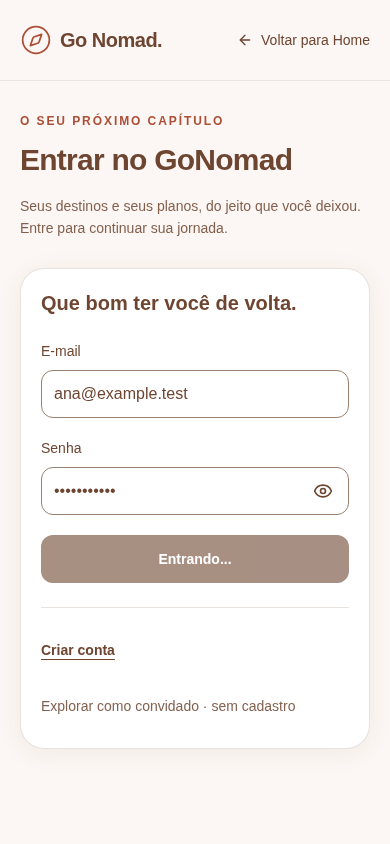 Go Nomad.
Voltar para Home
O SEU PRÓXIMO CAPÍTULO
Entrar no GoNomad
Seus destinos e seus planos, do jeito que você deixou.
Entre para continuar sua jornada.
Que bom ter você de volta.
E-mail
ana@example.test
Senha
•••••••••••
Entrando...
Criar conta
Explorar como convidado · sem cadastro